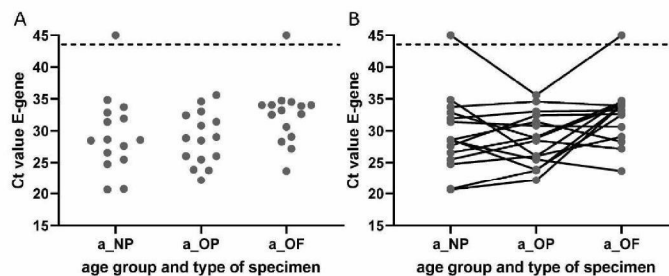 A
Ct value E-gene
45
45
40
35
30
25
20
15
a_NP
a_OP
a_OF
age group and type of specimen
B
Ct value E-gene
45
45
40
35
30
25
20
15
a_NP
a_OP
a_OF
age group and type of specimen